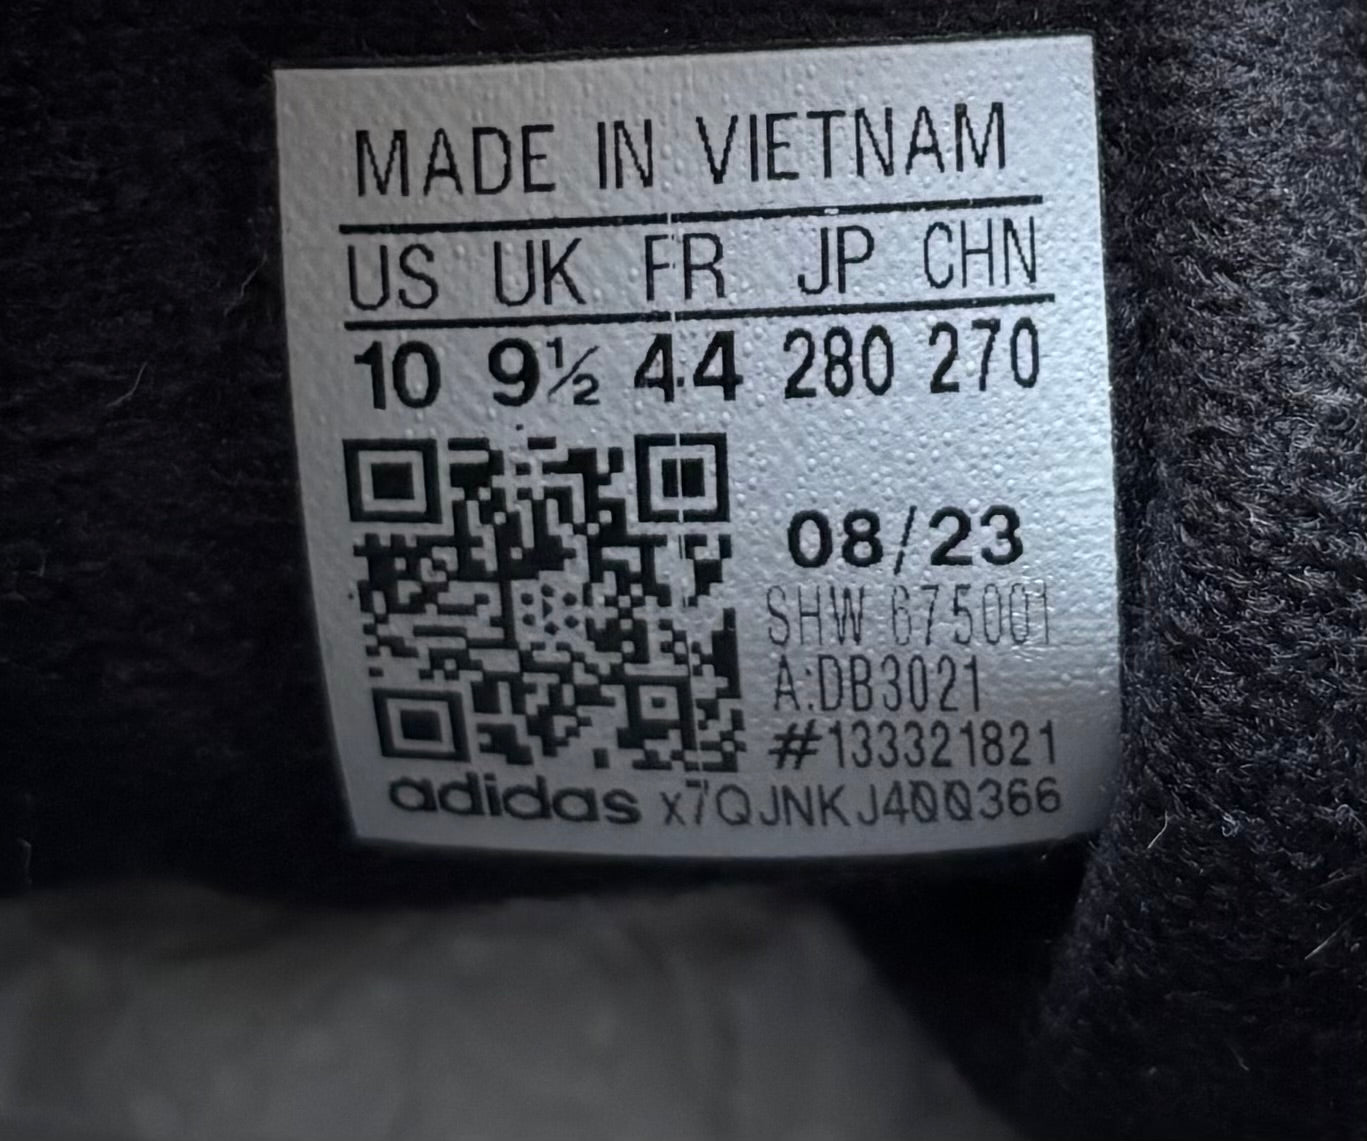 MADE IN VIETNAM
US UK FR JP CHN
10 9½ 44 280 270
08/23
SHW 675001
A:DB3021
#133321821
adidas x7QJNKJ400366